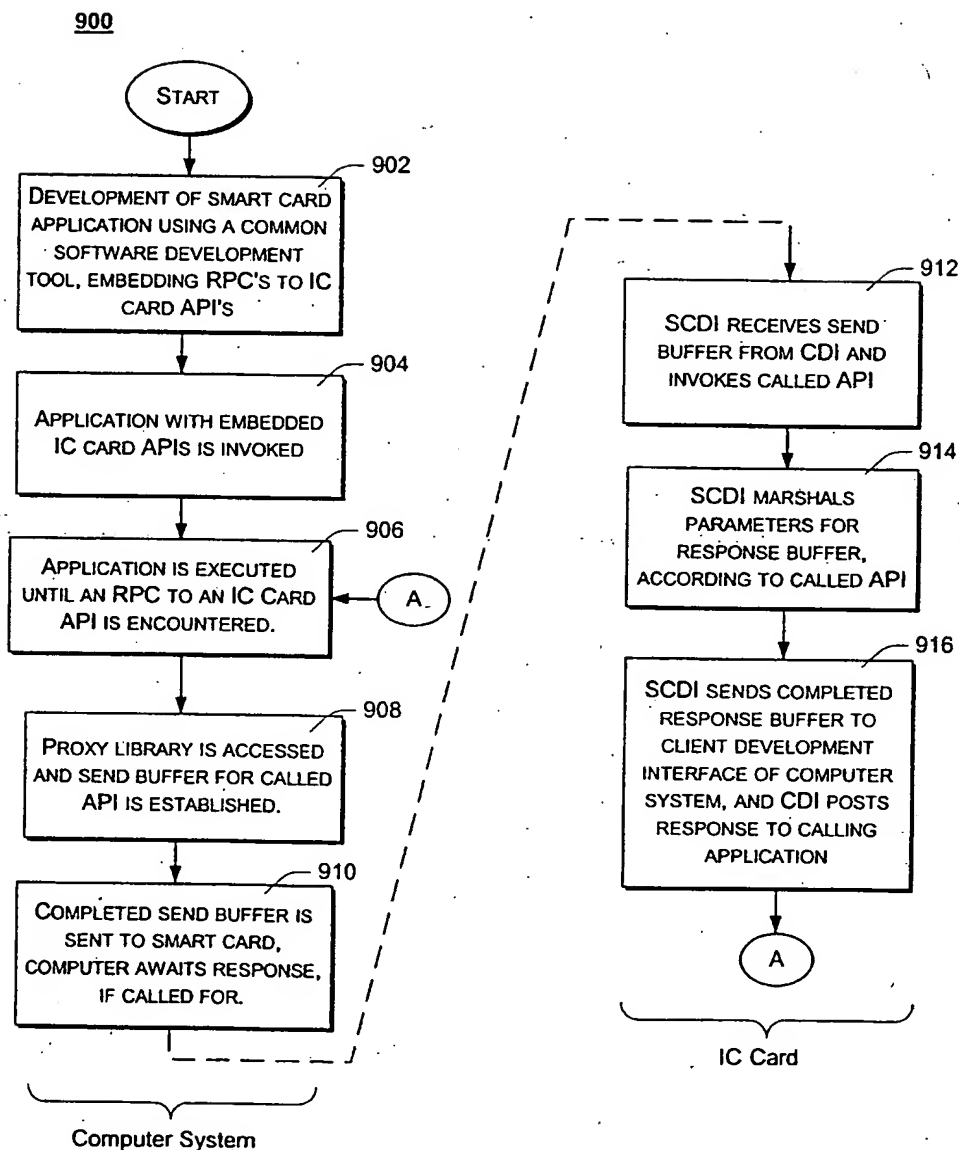 900
START
902
DEVELOPMENT OF SMART CARD
APPLICATION USING A COMMON
SOFTWARE DEVELOPMENT
TOOL, EMBEDDING RPC'S TO IC
CARD API'S
904
APPLICATION WITH EMBEDDED
IC CARD APIS IS INVOKED
906
APPLICATION IS EXECUTED
UNTIL AN RPC TO AN IC CARD
API IS ENCOUNTERED.
A
908
PROXY LIBRARY IS ACCESSED
AND SEND BUFFER FOR CALLED
API IS ESTABLISHED.
910
COMPLETED SEND BUFFER IS
SENT TO SMART CARD,
COMPUTER AWAITS RESPONSE,
IF CALLED FOR.
Computer System
912
SCDI RECEIVES SEND
BUFFER FROM CDI AND
INVOKES CALLED API
914
SCDI MARSHALS
PARAMETERS FOR
RESPONSE BUFFER,
ACCORDING TO CALLED API
916
SCDI SENDS COMPLETED
RESPONSE BUFFER TO
CLIENT DEVELOPMENT
INTERFACE OF COMPUTER
SYSTEM, AND CDI POSTS
RESPONSE TO CALLING
APPLICATION
A
IC Card